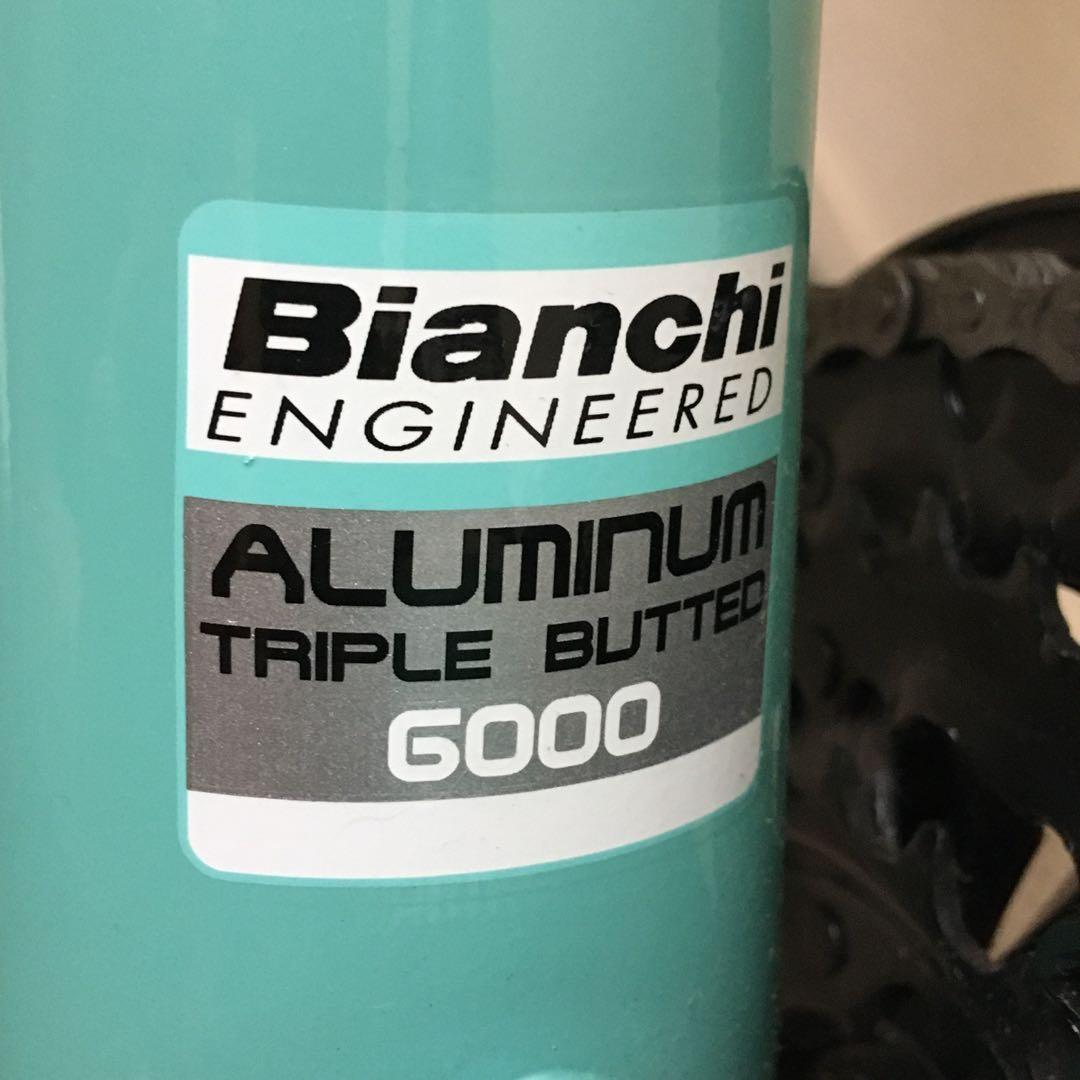 Bianchi
ENGINEERED
ALUMINUM
TRIPLE BUTTED
6000